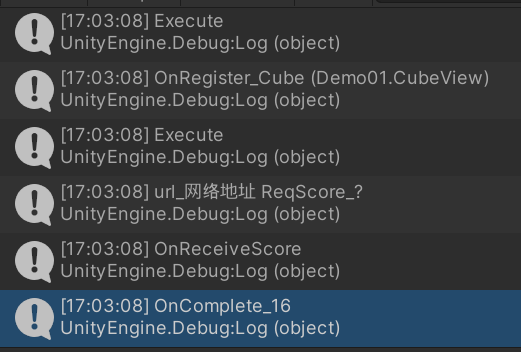 [17:03:08] Execute
UnityEngine.Debug:Log (object)
[17:03:08] OnRegister_Cube (Demo01.CubeView)
UnityEngine.Debug:Log (object)
[17:03:08] Execute
UnityEngine.Debug:Log (object)
[17:03:08] url_网络地址 ReqScore_?
UnityEngine.Debug:Log (object)
[17:03:08] OnReceiveScore
UnityEngine.Debug:Log (object)
[17:03:08] OnComplete_16
UnityEngine.Debug:Log (object)